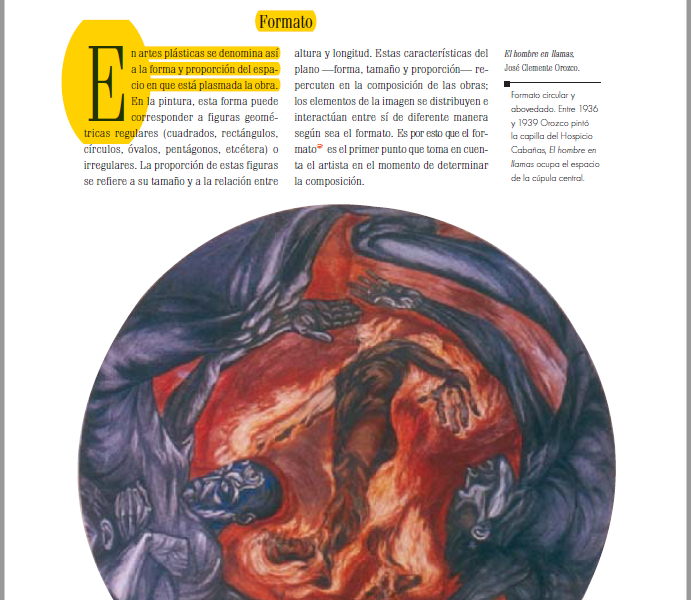 Formato
En artes plásticas se denomina así
a la forma y proporción del espa-
cio en que está plasmada la obra.
En la pintura, esta forma puede
corresponder a figuras geomé-
tricas regulares (cuadrados, rectángulos,
círculos, óvalos, pentágonos, etcétera) o
irregulares. La proporción de estas figuras
se refiere a su tamaño y a la relación entre
altura y longitud. Estas características del
plano —forma, tamaño y proporción— re-
percuten en la composición de las obras;
los elementos de la imagen se distribuyen e
interactúan entre sí de diferente manera
según sea el formato. Es por esto que el for-
mato es el primer punto que toma en cuen-
ta el artista en el momento de determinar
la composición.
El hombre en llamas,
José Clemente Orozco.
Formato circular y
abovedado. Entre 1936
y 1939 Orozco pintó
la capilla del Hospicio
Cabañas, El hombre en
llamas ocupa el espacio
de la cúpula central.